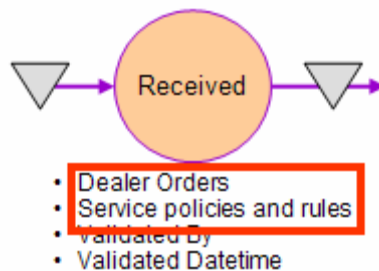 Received
• Dealer Orders
• Service policies and rules
• Validated By
• Validated Datetime